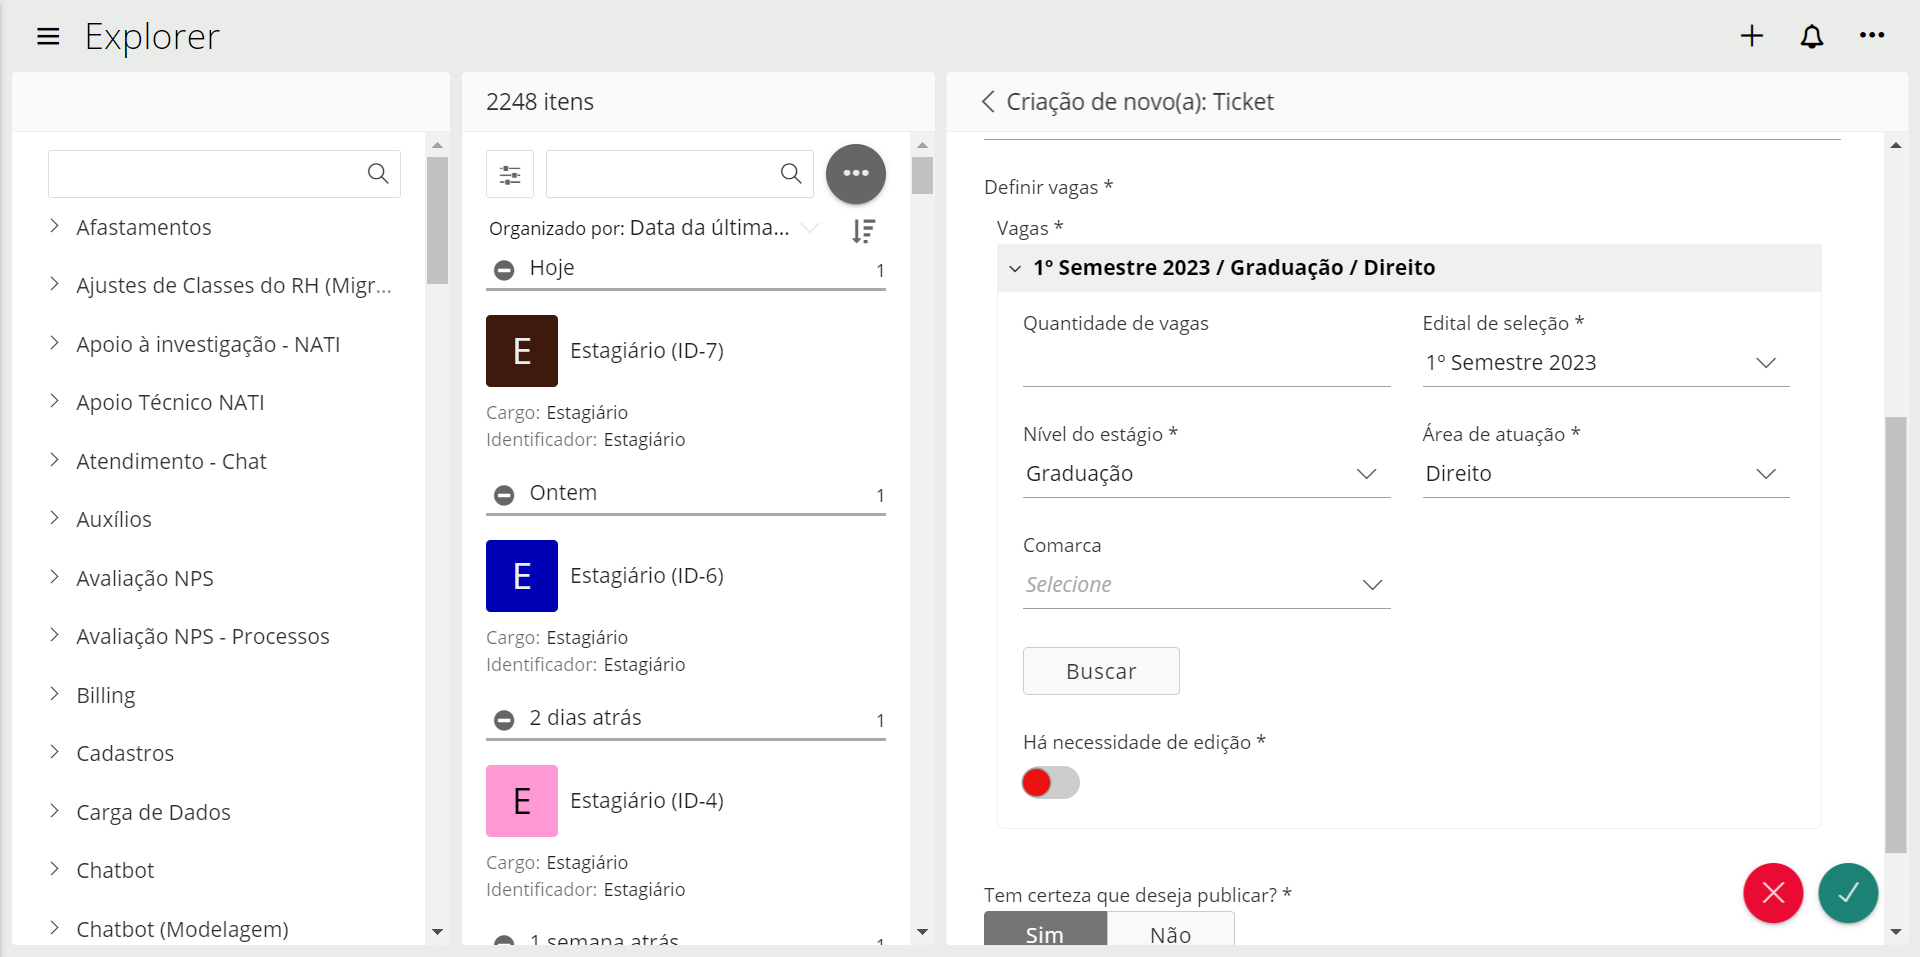 Explorer
2248 itens
Criação de novo(a): Ticket
Afastamentos
Ajustes de Classes do RH (Migr...
Apoio à investigação - NATI
Apoio Técnico NATI
Atendimento - Chat
Auxílios
Avaliação NPS
Avaliação NPS - Processos
Billing
Cadastros
Carga de Dados
Chatbot
Chatbot (Modelagem)
Organizado por: Data da última...
Hoje 1
E
Estagiário (ID-7)
Cargo: Estagiário
Identificador: Estagiário
Ontem 1
E
Estagiário (ID-6)
Cargo: Estagiário
Identificador: Estagiário
2 dias atrás 1
E
Estagiário (ID-4)
Cargo: Estagiário
Identificador: Estagiário
1 semana atrás 1
Definir vagas *
Vagas *
1º Semestre 2023 / Graduação / Direito
Quantidade de vagas
Edital de seleção *
1º Semestre 2023
Nível do estágio *
Graduação
Área de atuação *
Direito
Comarca
Selecione
Buscar
Há necessidade de edição *
Tem certeza que deseja publicar? *
Sim
Não